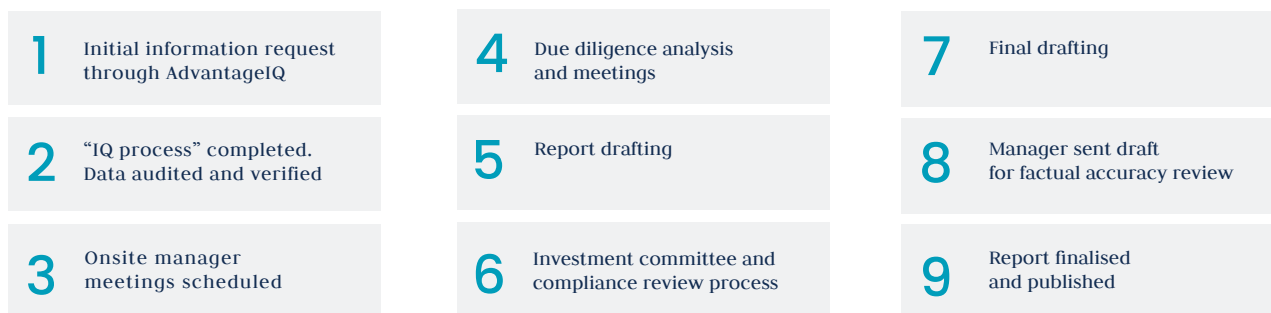 1
Initial information request
through AdvantageIQ
2
“IQ process” completed.
Data audited and verified
3
Onsite manager
meetings scheduled
4
Due diligence analysis
and meetings
5
Report drafting
6
Investment committee and
compliance review process
7
Final drafting
8
Manager sent draft
for factual accuracy review
9
Report finalised
and published